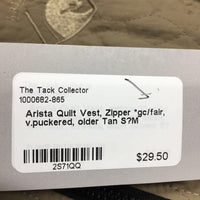 The Tack Collector
1000682-865
Arista Quilt Vest, Zipper *gc/fair,
v.puckered, older Tan S?M
2S71QQ
$29.50